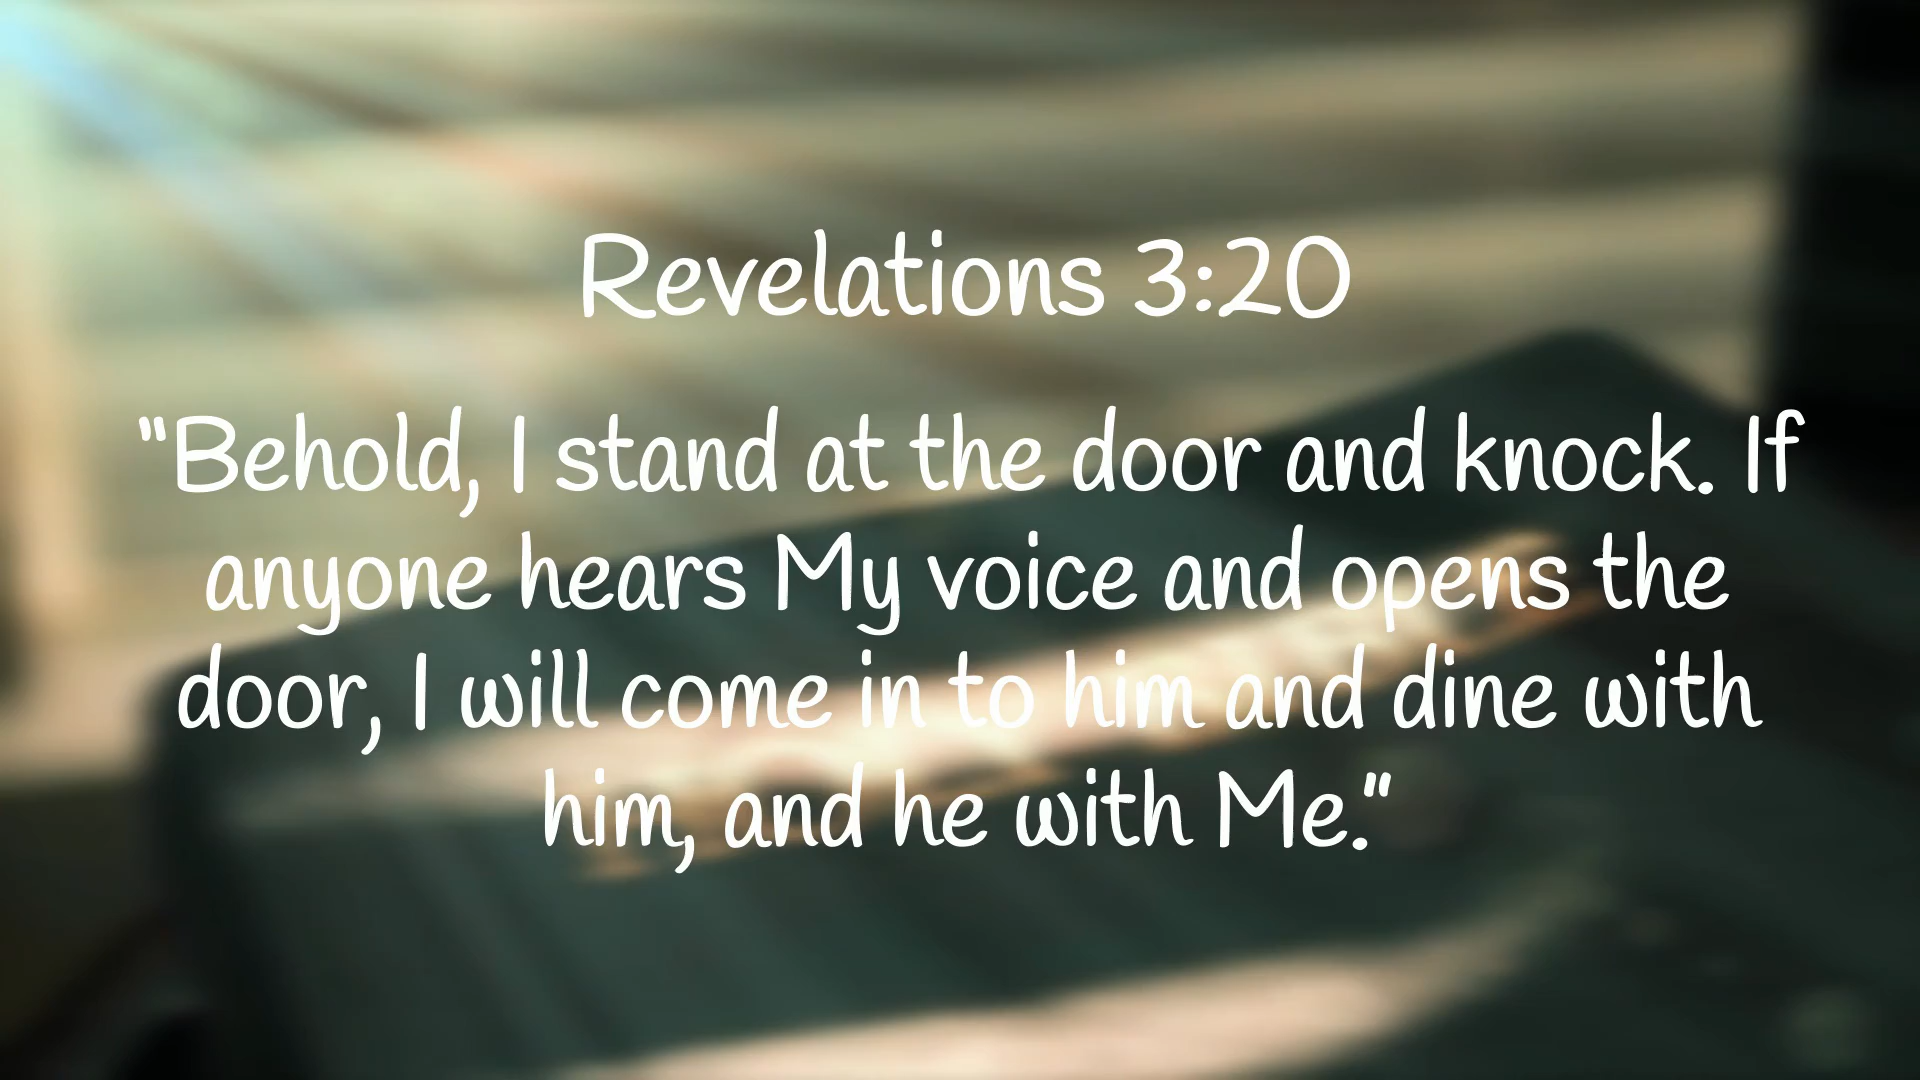 Revelations 3:20
"Behold, I stand at the door and knock. If
anyone hears My voice and opens the
door, I will come in to him and dine with
him, and he with Me."